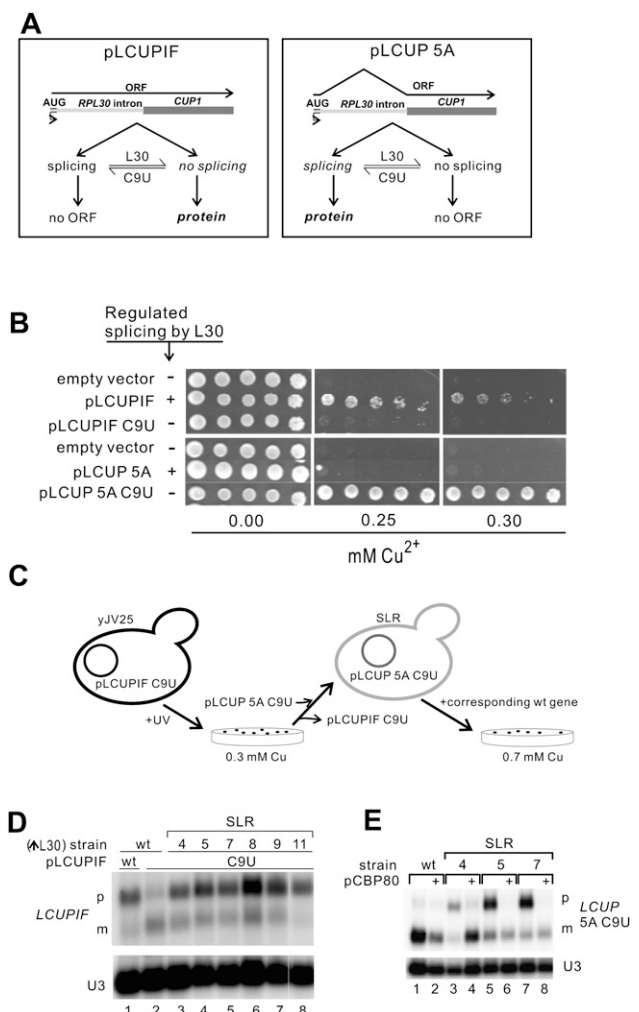 A
pLCUPIF
ORF
AUG
RPL30 intron
CUP1
splicing
L30
C9U
no splicing
no ORF
protein
pLCUP 5A
ORF
AUG
RPL30 intron
CUP1
splicing
L30
C9U
no splicing
protein
no ORF
B
Regulated
splicing by L30
empty vector -
pLCUPIF +
pLCUPIF C9U -
empty vector -
pLCUP 5A +
pLCUP 5A C9U -
0.00 0.25 0.30
mM Cu2+
C
yJV25
pLCUPIF C9U
+UV
0.3 mM Cu
pLCUP 5A C9U
pLCUPIF C9U
SLR
pLCUP 5A C9U
+corresponding wt gene
0.7 mM Cu
D
SLR
(↑L30) strain wt 4 5 7 8 9 11
pLCUPIF wt C9U
p
LCUPIF
m
U3
1 2 3 4 5 6 7 8
E
SLR
strain wt 4 5 7
pCBP80 + + + +
p
LCUP
5A C9U
m
U3
1 2 3 4 5 6 7 8